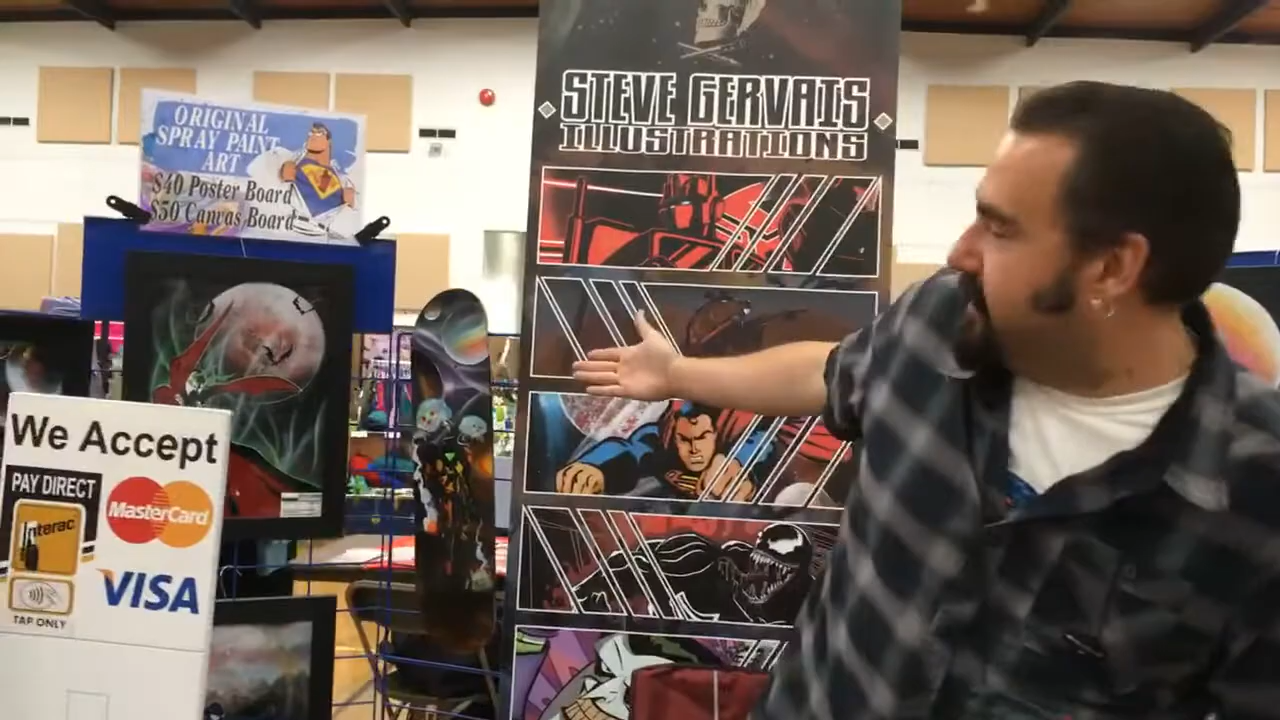 ORIGINAL
SPRAY PAINT
ART
$40 Poster Board
$50 Canvas Board
STEVE GERVAIS
ILLUSTRATIONS
We Accept
PAY DIRECT
Interac
MasterCard
VISA
TAP ONLY